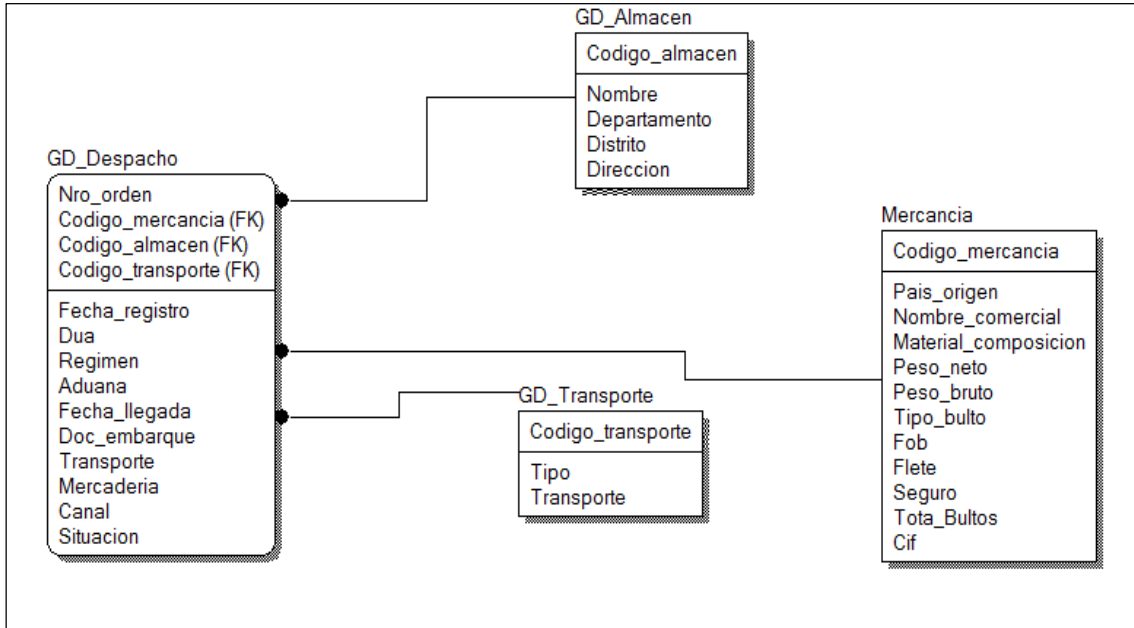 GD_Almacen
Codigo_almacen
Nombre
Departamento
Distrito
Direccion
GD_Despacho
Nro_orden
Codigo_mercancia (FK)
Codigo_almacen (FK)
Codigo_transporte (FK)
Fecha_registro
Dua
Regimen
Aduana
Fecha_llegada
Doc_embarque
Transporte
Mercaderia
Canal
Situacion
Mercancia
Codigo_mercancia
Pais_origen
Nombre_comercial
Material_composicion
Peso_neto
Peso_bruto
Tipo_bulto
Fob
Flete
Seguro
Tota_Bultos
Cif
GD_Transporte
Codigo_transporte
Tipo
Transporte